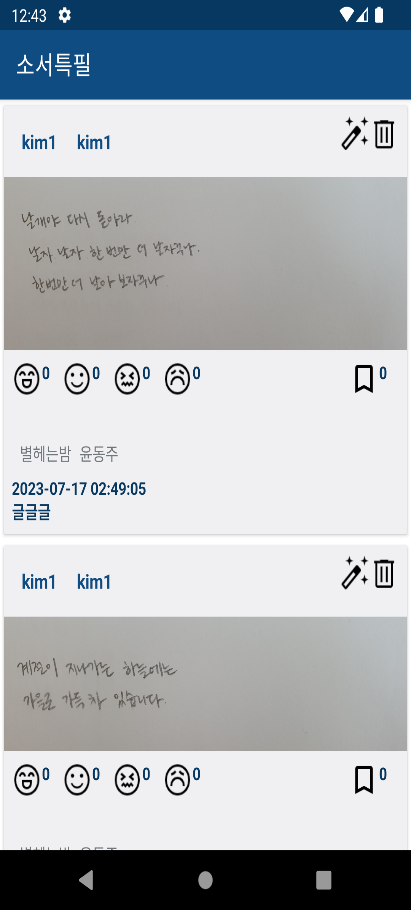 12:43
소서특필
kim1 kim1
날개야 다시 돋아라
날자 날자 한 번만 더 날자꾸나.
한번만 더 날아 보자꾸나
0 0 0 0 0
별헤는밤 윤동주
2023-07-17 02:49:05
글글글
kim1 kim1
계절이 지나가는 하늘에는
가을로 가득 차 있습니다.
0 0 0 0 0